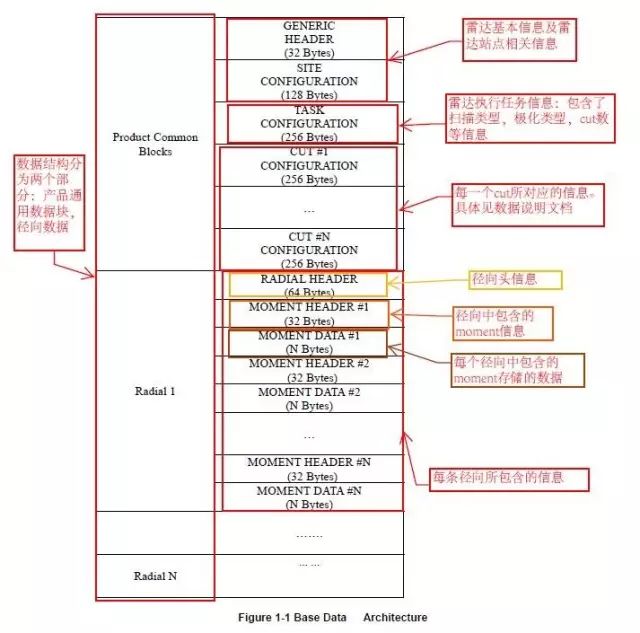 GENERIC
HEADER
(32 Bytes)
SITE
CONFIGURATION
(128 Bytes)
雷达基本信息及雷
达站点相关信息
TASK
CONFIGURATION
(256 Bytes)
雷达执行任务信息：包含了
扫描类型，极化类型，cut数
等信息
Product Common
Blocks
CUT #1
CONFIGURATION
(256 Bytes)
...
CUT #N
CONFIGURATION
(256 Bytes)
每一个cut所对应的信息。
具体见数据说明文档
数据结构分
为两个部
分：产品通
用数据块，
径向数据
RADIAL HEADER
(64 Bytes)
径向头信息
MOMENT HEADER #1
(32 Bytes)
径向中包含的
moment信息
MOMENT DATA #1
(N Bytes)
每个径向中包含的
moment存储的数据
Radial 1
MOMENT HEADER #2
(32 Bytes)
MOMENT DATA #2
(N Bytes)
...
MOMENT HEADER #N
(32 Bytes)
MOMENT DATA #N
(N Bytes)
每条径向所包含的信息
.......
Radial N
... ...
Figure 1-1 Base Data Architecture